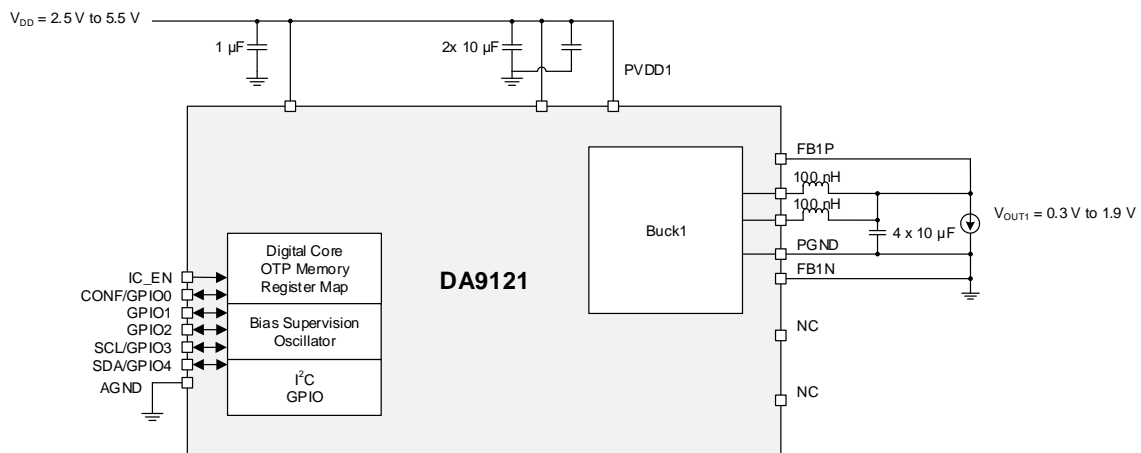 V_DD = 2.5 V to 5.5 V
1 µF
2x 10 µF
PVDD1
FB1P
100 nH
100 nH
V_OUT1 = 0.3 V to 1.9 V
4 x 10 µF
Buck1
PGND
FB1N
DA9121
Digital Core
OTP Memory
Register Map
IC_EN
CONF/GPIO0
GPIO1
GPIO2
SCL/GPIO3
SDA/GPIO4
AGND
Bias Supervision
Oscillator
I²C
GPIO
NC
NC